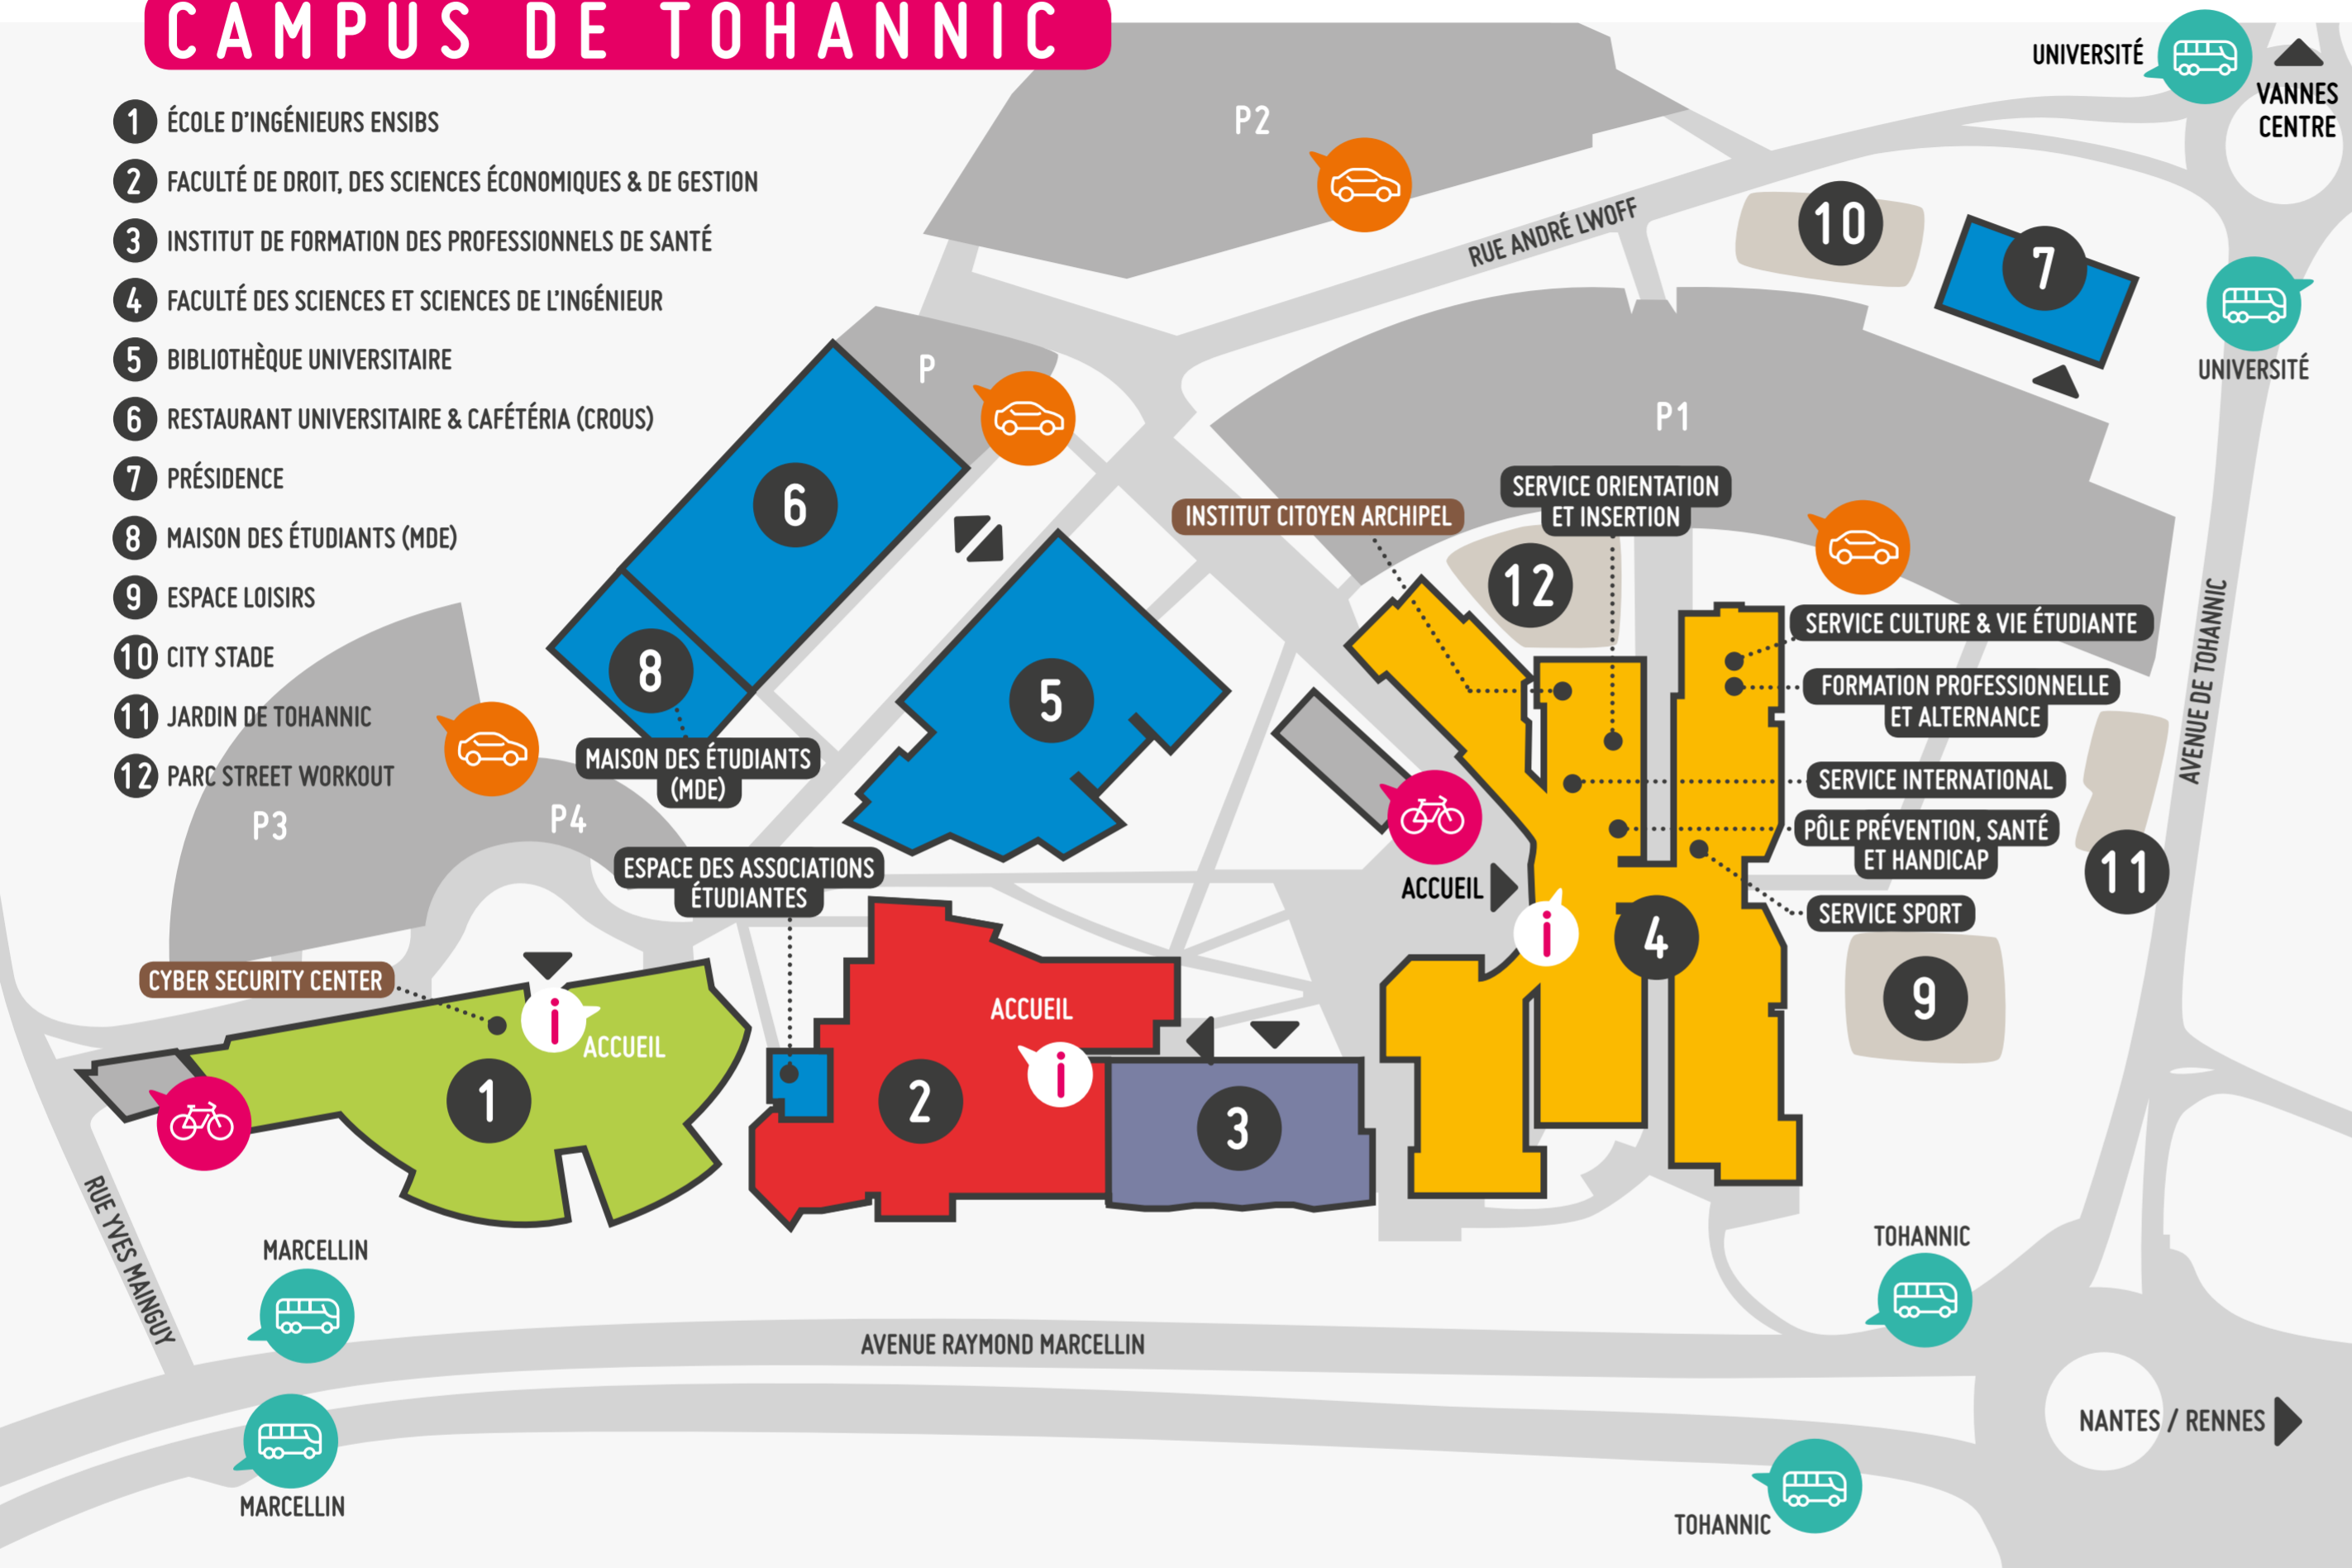 CAMPUS DE TOHANNIC
1 ÉCOLE D'INGÉNIEURS ENSIBS
2 FACULTÉ DE DROIT, DES SCIENCES ÉCONOMIQUES & DE GESTION
3 INSTITUT DE FORMATION DES PROFESSIONNELS DE SANTÉ
4 FACULTÉ DES SCIENCES ET SCIENCES DE L'INGÉNIEUR
5 BIBLIOTHÈQUE UNIVERSITAIRE
6 RESTAURANT UNIVERSITAIRE & CAFÉTÉRIA (CROUS)
7 PRÉSIDENCE
8 MAISON DES ÉTUDIANTS (MDE)
9 ESPACE LOISIRS
10 CITY STADE
11 JARDIN DE TOHANNIC
12 PARC STREET WORKOUT
UNIVERSITÉ
VANNES
CENTRE
P2
RUE ANDRÉ LWOFF
10
7
UNIVERSITÉ
P
P1
6
SERVICE ORIENTATION
ET INSERTION
INSTITUT CITOYEN ARCHIPEL
12
8
5
SERVICE CULTURE & VIE ÉTUDIANTE
FORMATION PROFESSIONNELLE
ET ALTERNANCE
AVENUE DE TOHANNIC
MAISON DES ÉTUDIANTS
(MDE)
SERVICE INTERNATIONAL
P3
P4
PÔLE PRÉVENTION, SANTÉ
ET HANDICAP
11
ESPACE DES ASSOCIATIONS
ÉTUDIANTES
ACCUEIL
i
4
SERVICE SPORT
9
CYBER SECURITY CENTER
i
ACCUEIL
1
ACCUEIL
i
2
3
RUE YVES MAINGUY
MARCELLIN
TOHANNIC
AVENUE RAYMOND MARCELLIN
NANTES / RENNES
MARCELLIN
TOHANNIC